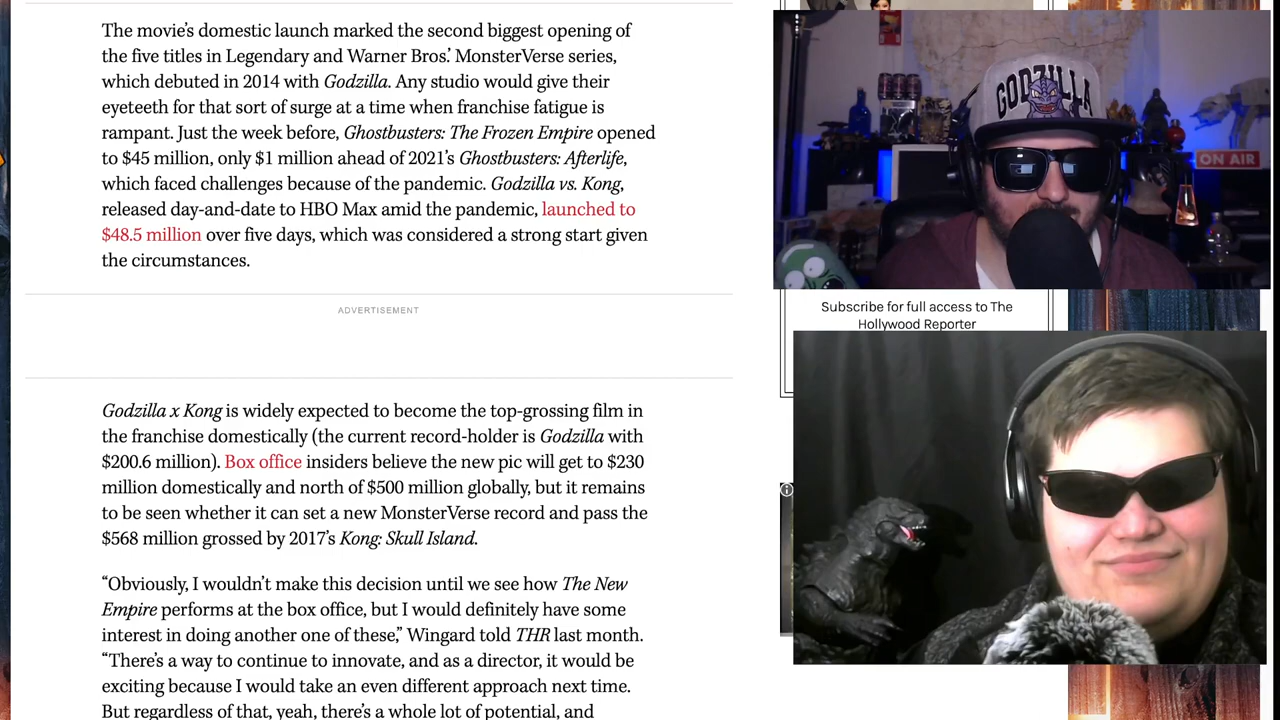 The movie’s domestic launch marked the second biggest opening of
the five titles in Legendary and Warner Bros.’ MonsterVerse series,
which debuted in 2014 with Godzilla. Any studio would give their
eyeteeth for that sort of surge at a time when franchise fatigue is
rampant. Just the week before, Ghostbusters: The Frozen Empire opened
to $45 million, only $1 million ahead of 2021’s Ghostbusters: Afterlife,
which faced challenges because of the pandemic. Godzilla vs. Kong,
released day-and-date to HBO Max amid the pandemic, launched to
$48.5 million over five days, which was considered a strong start given
the circumstances.
ADVERTISEMENT
Godzilla x Kong is widely expected to become the top-grossing film in
the franchise domestically (the current record-holder is Godzilla with
$200.6 million). Box office insiders believe the new pic will get to $230
million domestically and north of $500 million globally, but it remains
to be seen whether it can set a new MonsterVerse record and pass the
$568 million grossed by 2017’s Kong: Skull Island.
“Obviously, I wouldn’t make this decision until we see how The New
Empire performs at the box office, but I would definitely have some
interest in doing another one of these,” Wingard told THR last month.
“There’s a way to continue to innovate, and as a director, it would be
exciting because I would take an even different approach next time.
But regardless of that, yeah, there’s a whole lot of potential, and
GODZILLA
ON AIR
Subscribe for full access to The
Hollywood Reporter